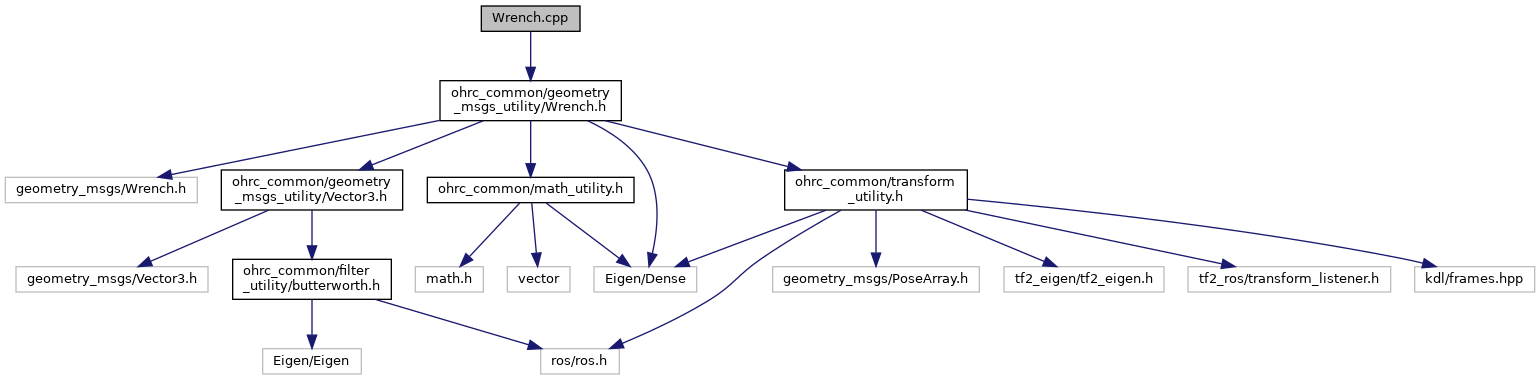 Wrench.cpp
ohrc_common/geometry
_msgs_utility/Wrench.h
geometry_msgs/Wrench.h
ohrc_common/geometry
_msgs_utility/Vector3.h
ohrc_common/math_utility.h
ohrc_common/transform
_utility.h
geometry_msgs/Vector3.h
ohrc_common/filter
_utility/butterworth.h
math.h
vector
Eigen/Dense
geometry_msgs/PoseArray.h
tf2_eigen/tf2_eigen.h
tf2_ros/transform_listener.h
kdl/frames.hpp
Eigen/Eigen
ros/ros.h